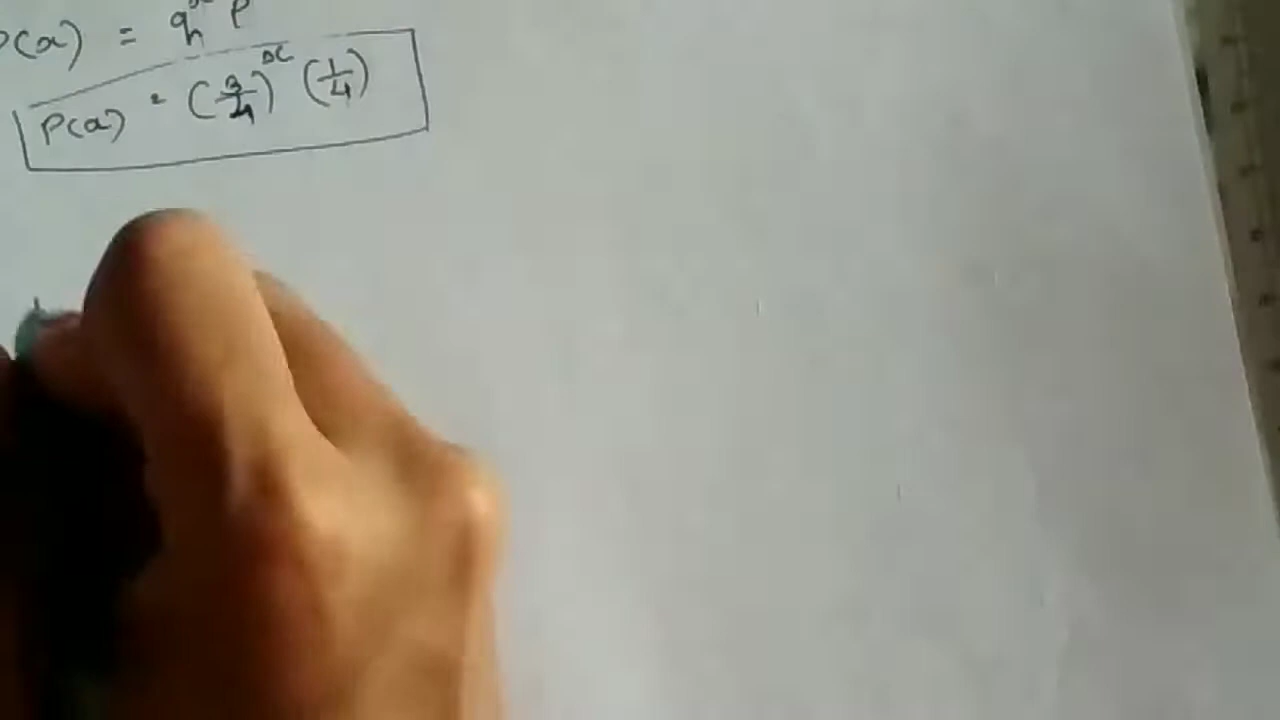 p(x) = qˣ p
P(x) = (3/4)ˣ (1/4)